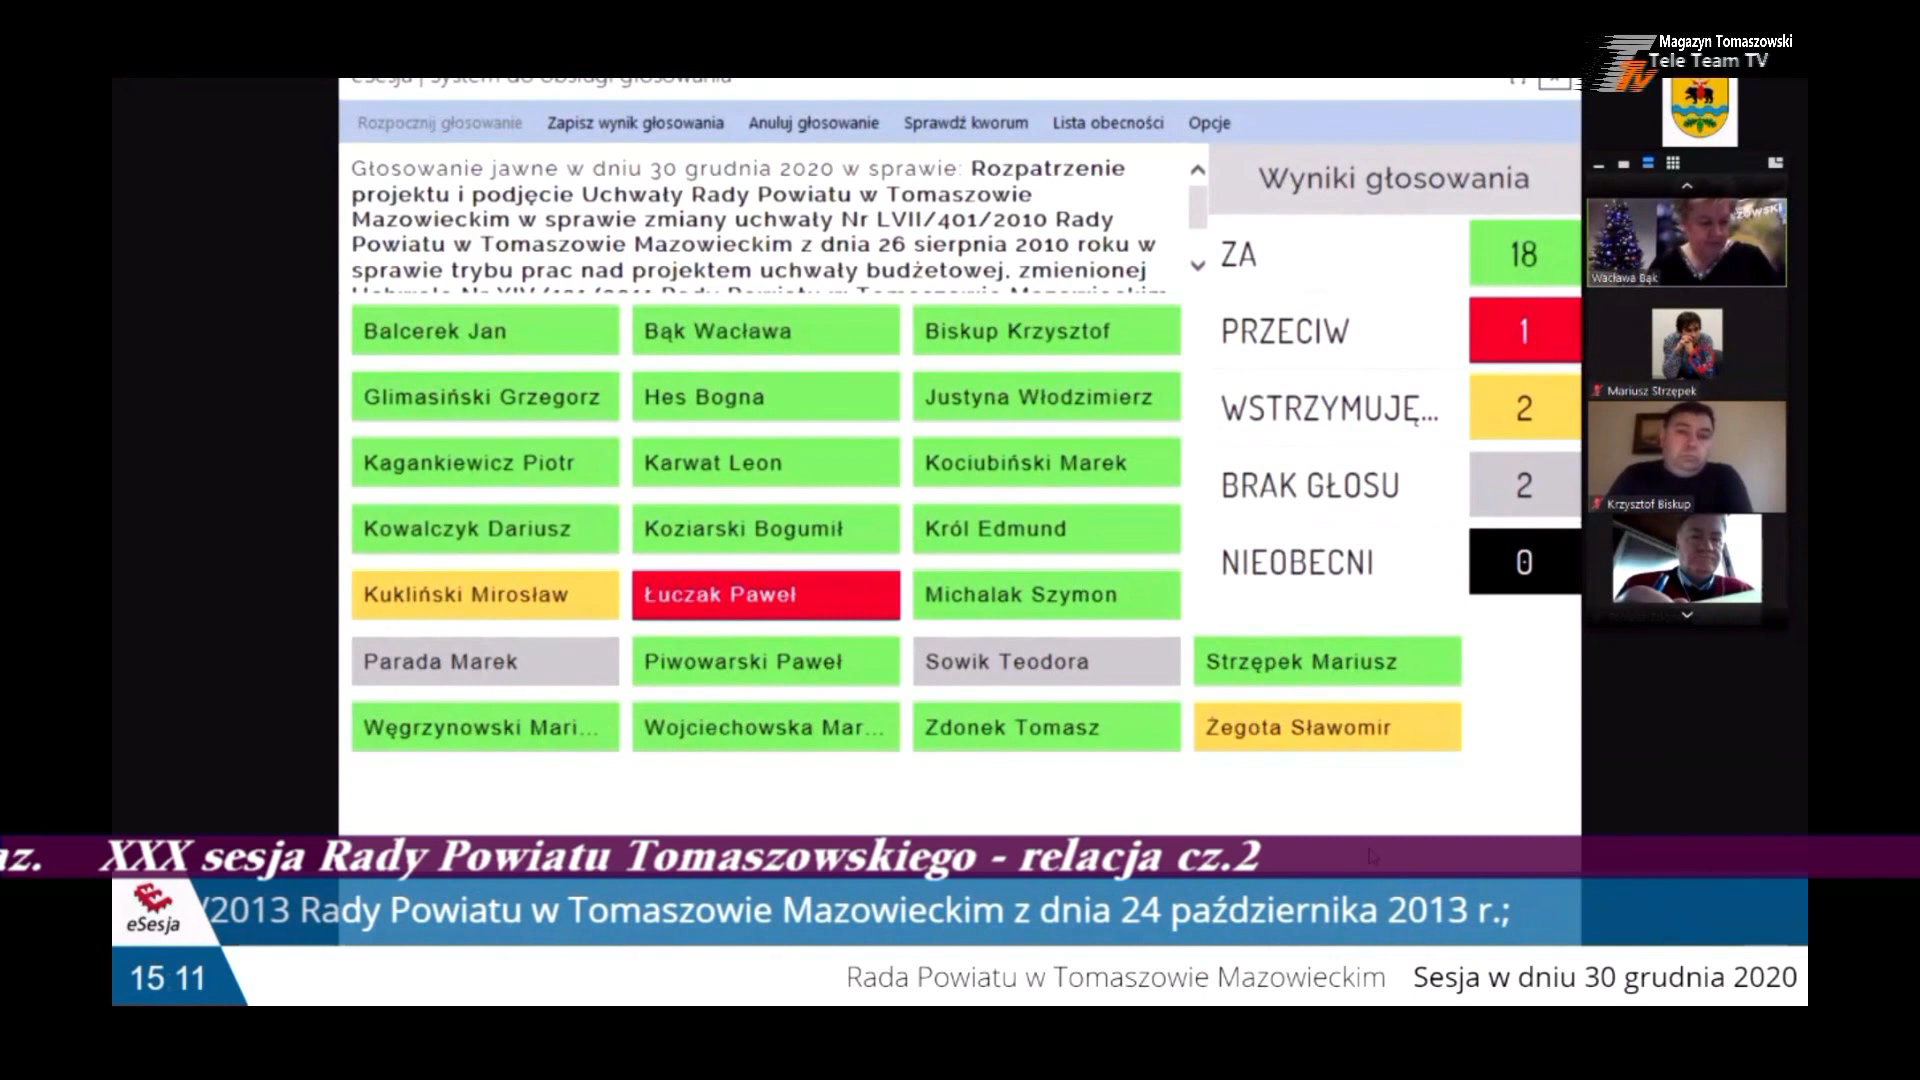 Magazyn Tomaszowski
Tele Team TV
eSesja | System do obsługi głosowania
Rozpocznij głosowanie Zapisz wynik głosowania Anuluj głosowanie Sprawdź kworum Lista obecności Opcje
Głosowanie jawne w dniu 30 grudnia 2020 w sprawie: Rozpatrzenie
projektu i podjęcie Uchwały Rady Powiatu w Tomaszowie
Mazowieckim w sprawie zmiany uchwały Nr LVII/401/2010 Rady
Powiatu w Tomaszowie Mazowieckim z dnia 26 sierpnia 2010 roku w
sprawie trybu prac nad projektem uchwały budżetowej, zmienionej
Wyniki głosowania
ZA 18
PRZECIW 1
WSTRZYMUJĘ... 2
BRAK GŁOSU 2
NIEOBECNI 0
Balcerek Jan Bąk Wacława Biskup Krzysztof
Glimasiński Grzegorz Hes Bogna Justyna Włodzimierz
Kagankiewicz Piotr Karwat Leon Kociubiński Marek
Kowalczyk Dariusz Koziarski Bogumił Król Edmund
Kukliński Mirosław Łuczak Paweł Michalak Szymon
Parada Marek Piwowarski Paweł Sowik Teodora Strzępek Mariusz
Węgrzynowski Mari... Wojciechowska Mar... Zdonek Tomasz Żegota Sławomir
Wacława Bąk
Mariusz Strzępek
Krzysztof Biskup
az. XXX sesja Rady Powiatu Tomaszowskiego - relacja cz.2
eSesja
/2013 Rady Powiatu w Tomaszowie Mazowieckim z dnia 24 października 2013 r.;
15 11
Rada Powiatu w Tomaszowie Mazowieckim Sesja w dniu 30 grudnia 2020